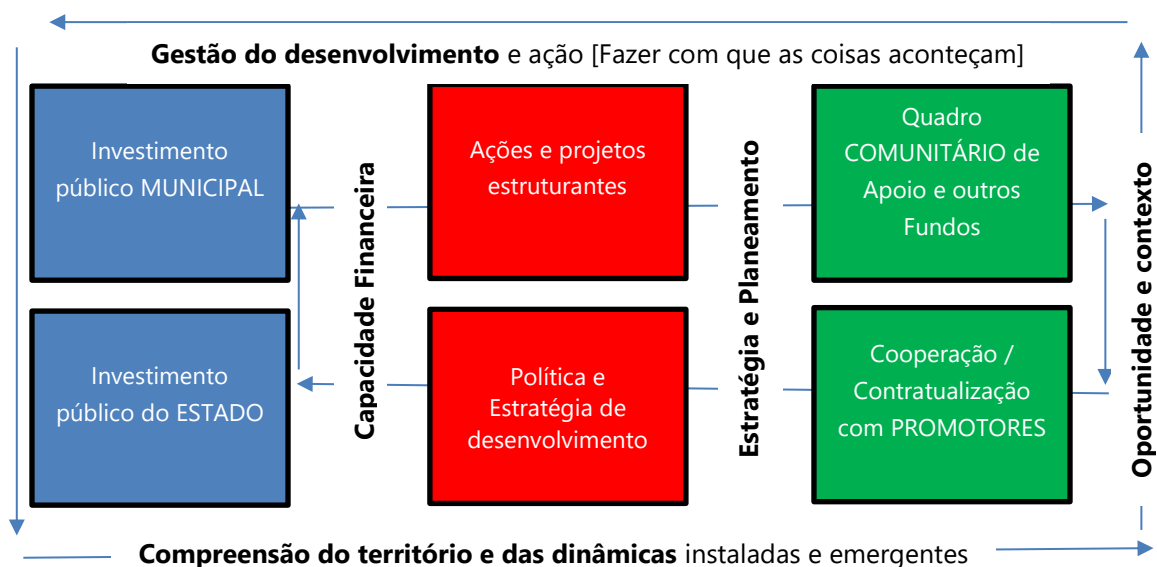 Gestão do desenvolvimento e ação [Fazer com que as coisas aconteçam]
Investimento
público MUNICIPAL
Capacidade Financeira
Ações e projetos
estruturantes
Estratégia e Planeamento
Quadro
COMUNITÁRIO de
Apoio e outros
Fundos
Oportunidade e contexto
Investimento
público do ESTADO
Política e
Estratégia de
desenvolvimento
Cooperação /
Contratualização
com PROMOTORES
Compreensão do território e das dinâmicas instaladas e emergentes